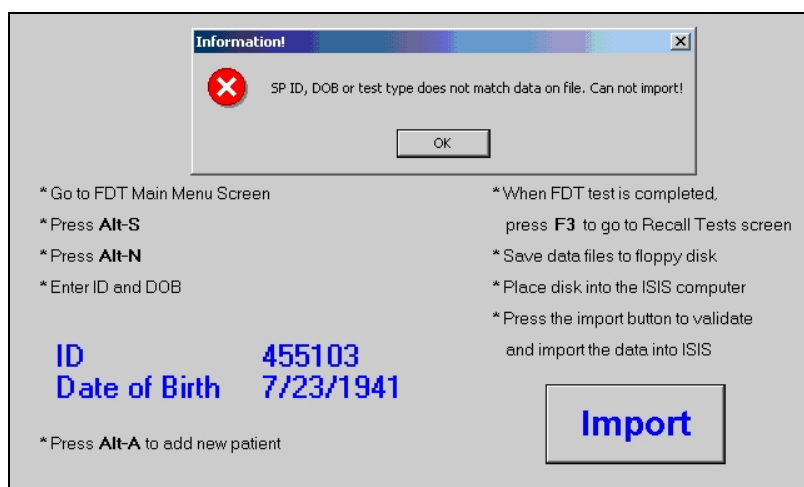 Information!
SP ID, DOB or test type does not match data on file. Can not import!
OK
* Go to FDT Main Menu Screen
* Press Alt-S
* Press Alt-N
* Enter ID and DOB
ID 455103
Date of Birth 7/23/1941
* Press Alt-A to add new patient
* When FDT test is completed,
press F3 to go to Recall Tests screen
* Save data files to floppy disk
* Place disk into the ISIS computer
* Press the import button to validate
and import the data into ISIS
Import